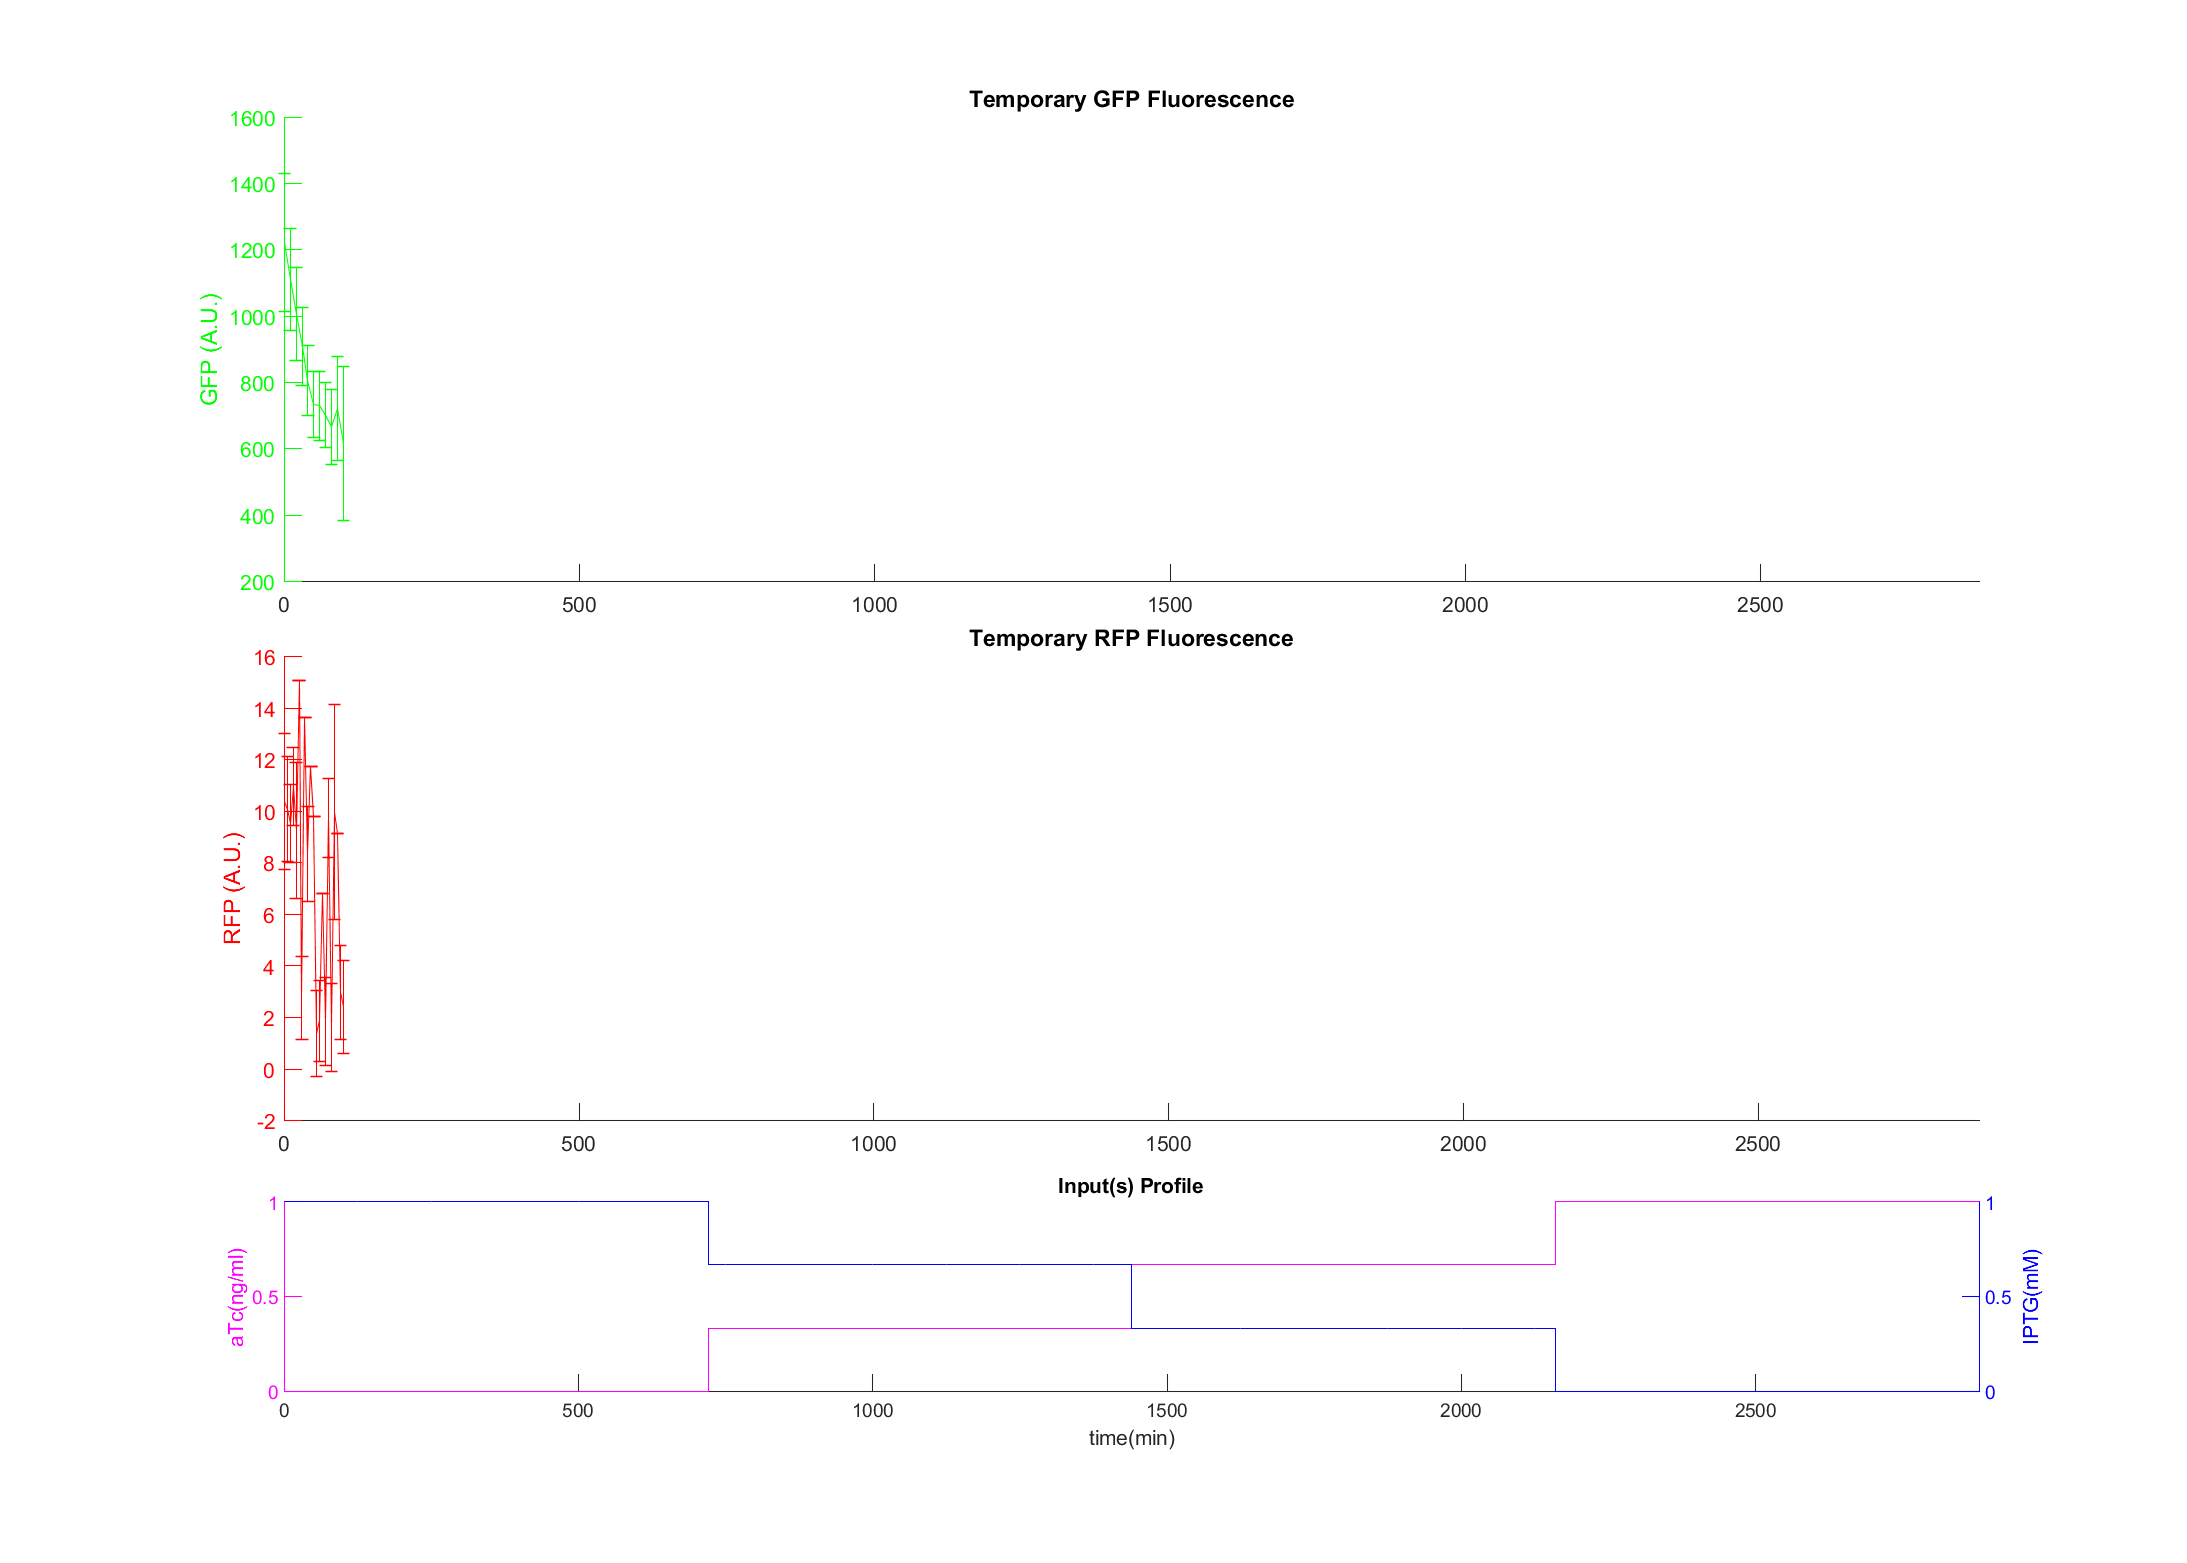 Temporary GFP Fluorescence
1600
1400
1200
1000
800
600
400
200
GFP (A.U.)
0 500 1000 1500 2000 2500
Temporary RFP Fluorescence
16
14
12
10
8
6
4
2
0
-2
RFP (A.U.)
0 500 1000 1500 2000 2500
Input(s) Profile
1 1
0.5 0.5
0 0
aTc(ng/ml)
IPTG(mM)
0 500 1000 1500 2000 2500
time(min)